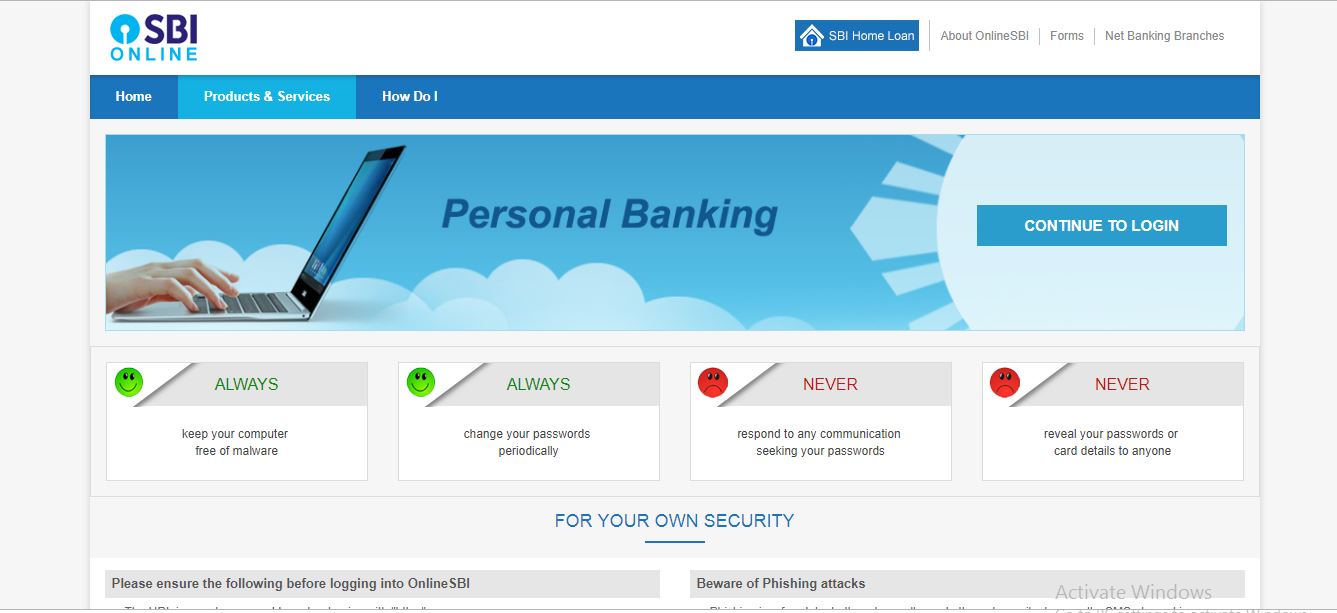 SBI
ONLINE
SBI Home Loan
About OnlineSBI
Forms
Net Banking Branches
Home
Products & Services
How Do I
Personal Banking
CONTINUE TO LOGIN
ALWAYS
keep your computer
free of malware
ALWAYS
change your passwords
periodically
NEVER
respond to any communication
seeking your passwords
NEVER
reveal your passwords or
card details to anyone
FOR YOUR OWN SECURITY
Please ensure the following before logging into OnlineSBI
Beware of Phishing attacks
Activate Windows